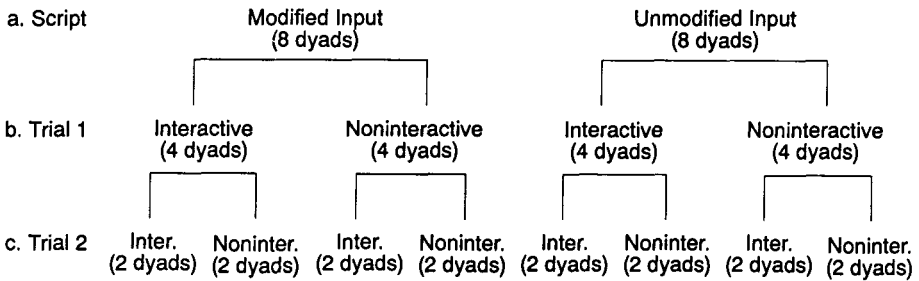 a. Script Modified Input Unmodified Input
(8 dyads) (8 dyads)
b. Trial 1 Interactive Noninteractive Interactive Noninteractive
(4 dyads) (4 dyads) (4 dyads) (4 dyads)
c. Trial 2 Inter. Noninter. Inter. Noninter. Inter. Noninter. Inter. Noninter.
(2 dyads) (2 dyads) (2 dyads) (2 dyads) (2 dyads) (2 dyads) (2 dyads) (2 dyads)